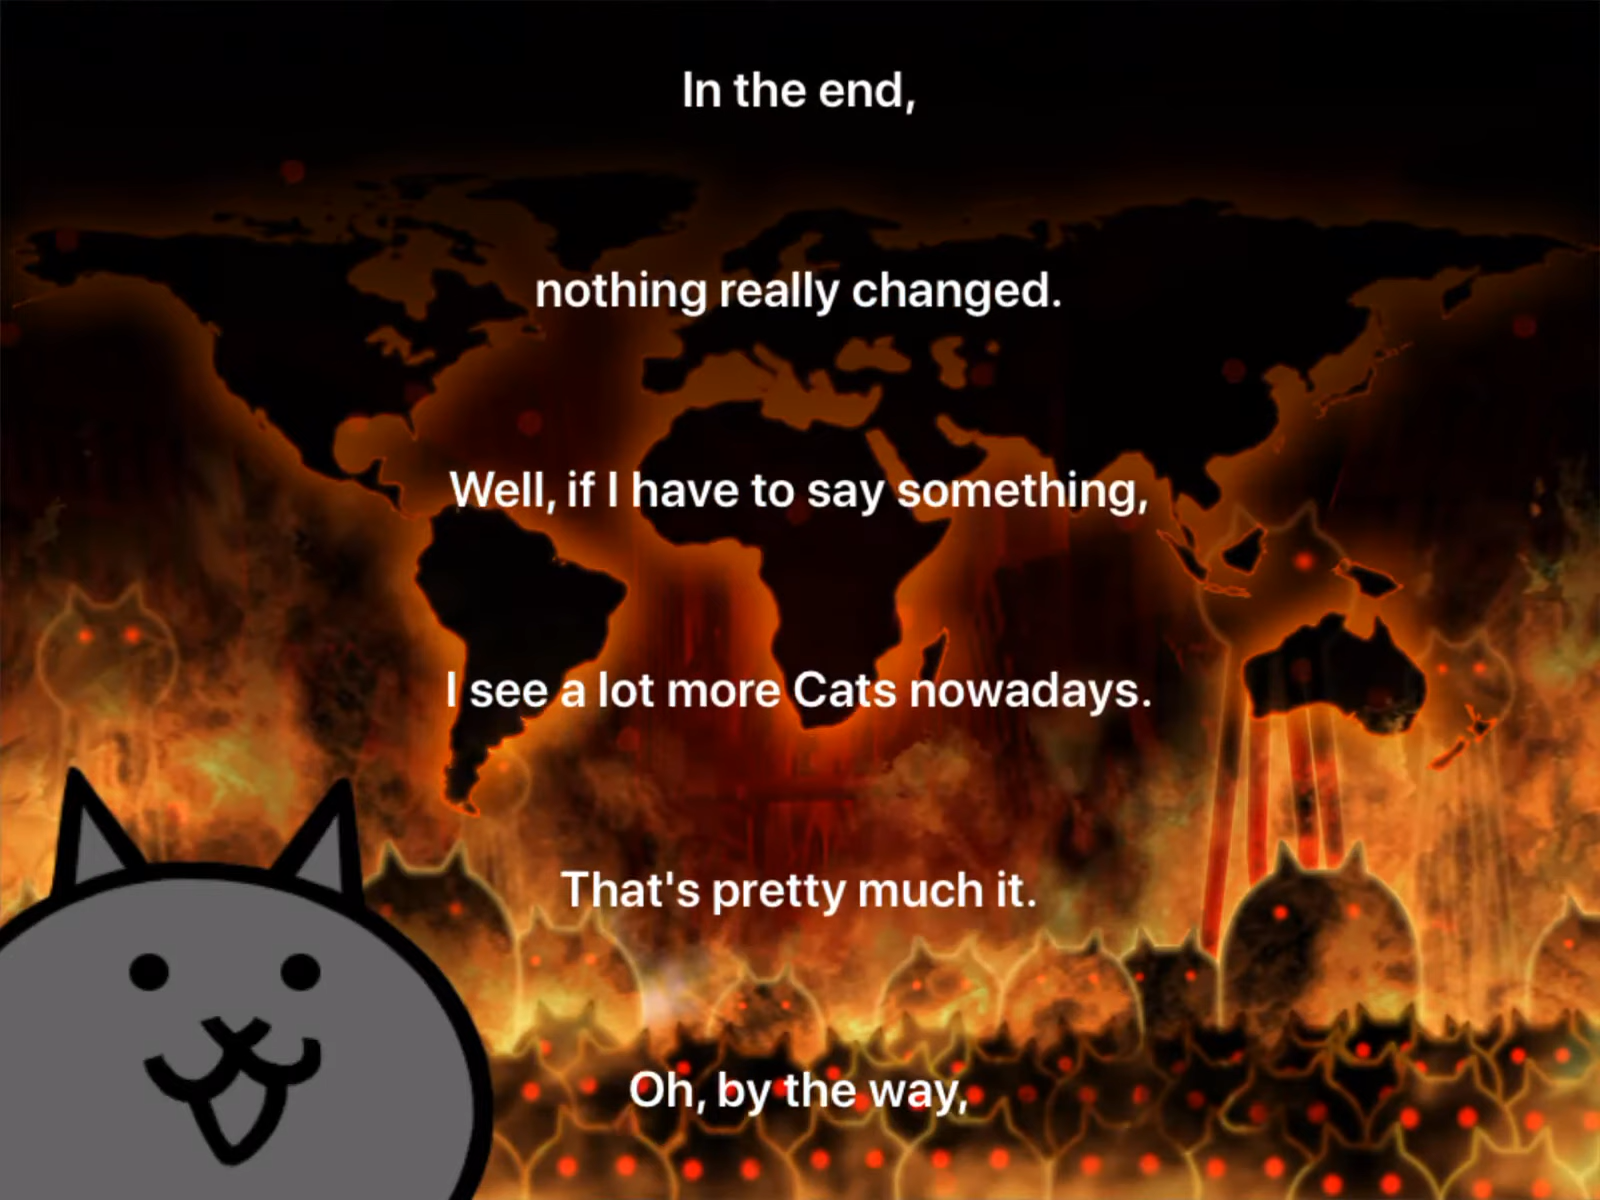 In the end,
nothing really changed.
Well, if I have to say something,
I see a lot more Cats nowadays.
That's pretty much it.
Oh, by the way,